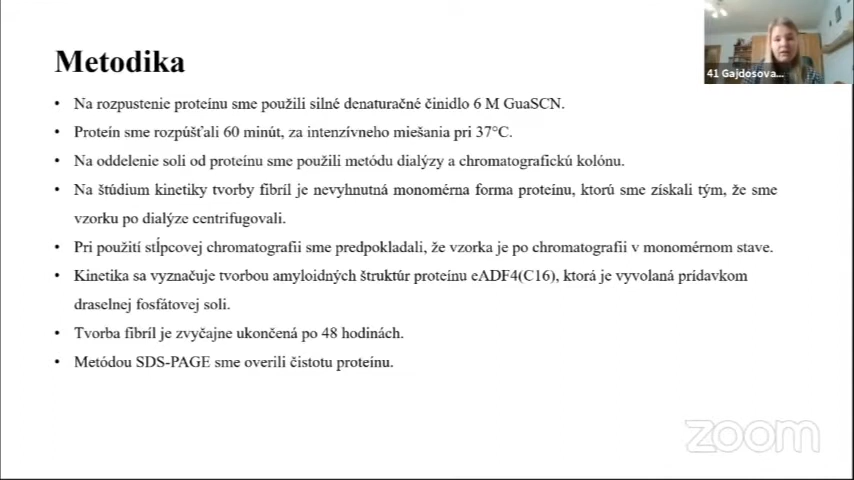 Metodika
41 Gajdosova...
• Na rozpustenie proteínu sme použili silné denaturačné činidlo 6 M GuaSCN.
• Proteín sme rozpúšťali 60 minút, za intenzívneho miešania pri 37°C.
• Na oddelenie soli od proteínu sme použili metódu dialýzy a chromatografickú kolónu.
• Na štúdium kinetiky tvorby fibríl je nevyhnutná monomérna forma proteínu, ktorú sme získali tým, že sme
vzorku po dialýze centrifugovali.
• Pri použití stĺpcovej chromatografii sme predpokladali, že vzorka je po chromatografii v monomérnom stave.
• Kinetika sa vyznačuje tvorbou amyloidných štruktúr proteínu eADF4(C16), ktorá je vyvolaná prídavkom
draselnej fosfátovej soli.
• Tvorba fibríl je zvyčajne ukončená po 48 hodinách.
• Metódou SDS-PAGE sme overili čistotu proteínu.
zoom